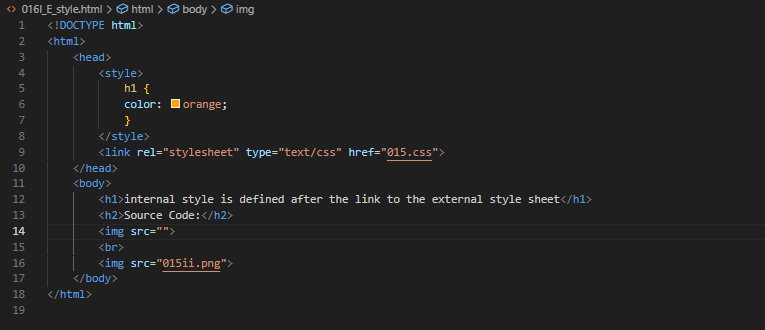 016I_E_style.html > html > body > img
1 <!DOCTYPE html>
2 <html>
3 <head>
4 <style>
5 h1 {
6 color: orange;
7 }
8 </style>
9 <link rel="stylesheet" type="text/css" href="015.css">
10 </head>
11 <body>
12 <h1>internal style is defined after the link to the external style sheet</h1>
13 <h2>Source Code:</h2>
14 <img src="">
15 <br>
16 <img src="015ii.png">
17 </body>
18 </html>
19